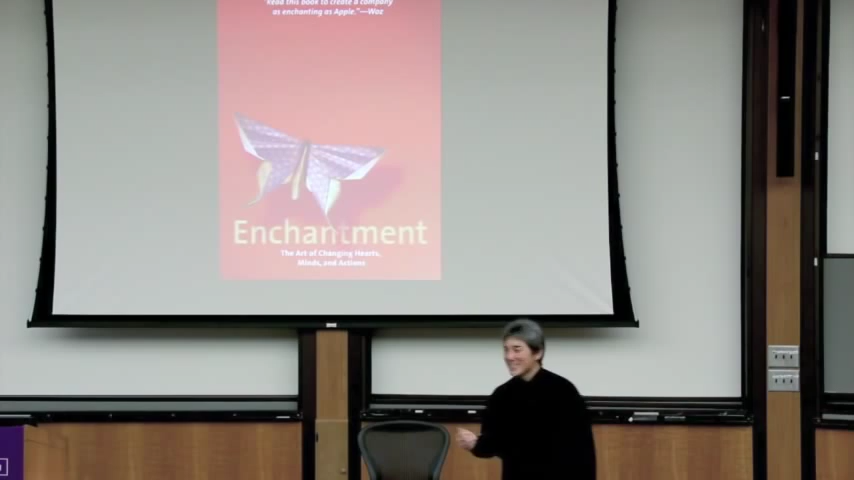 "Read this book to create a company
as enchanting as Apple."—Woz
Enchantment
The Art of Changing Hearts,
Minds, and Actions